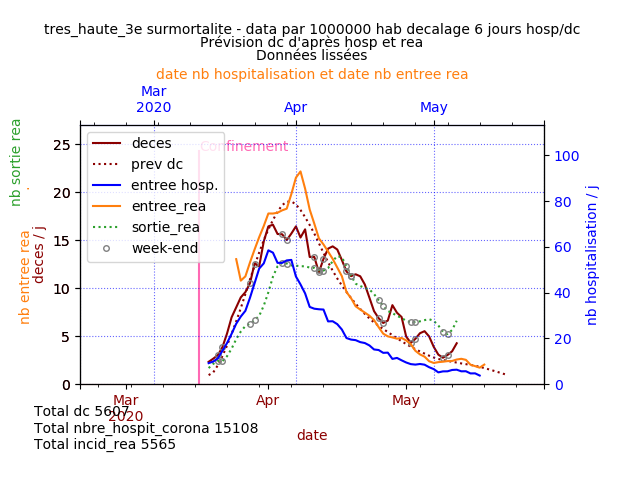 tres_haute_3e surmortalite - data par 1000000 hab decalage 6 jours hosp/dc
Prévision dc d'après hosp et rea
Données lissées
date nb hospitalisation et date nb entree rea
Mar
2020
Apr
May
nb sortie rea
.
nb entree rea
deces / j
25
20
15
10
5
0
Confinement
deces
prev dc
entree hosp.
entree_rea
sortie_rea
week-end
100
80
60
40
20
0
nb hospitalisation / j
Mar
2020
Apr
May
date
Total dc 5607
Total nbre_hospit_corona 15108
Total incid_rea 5565